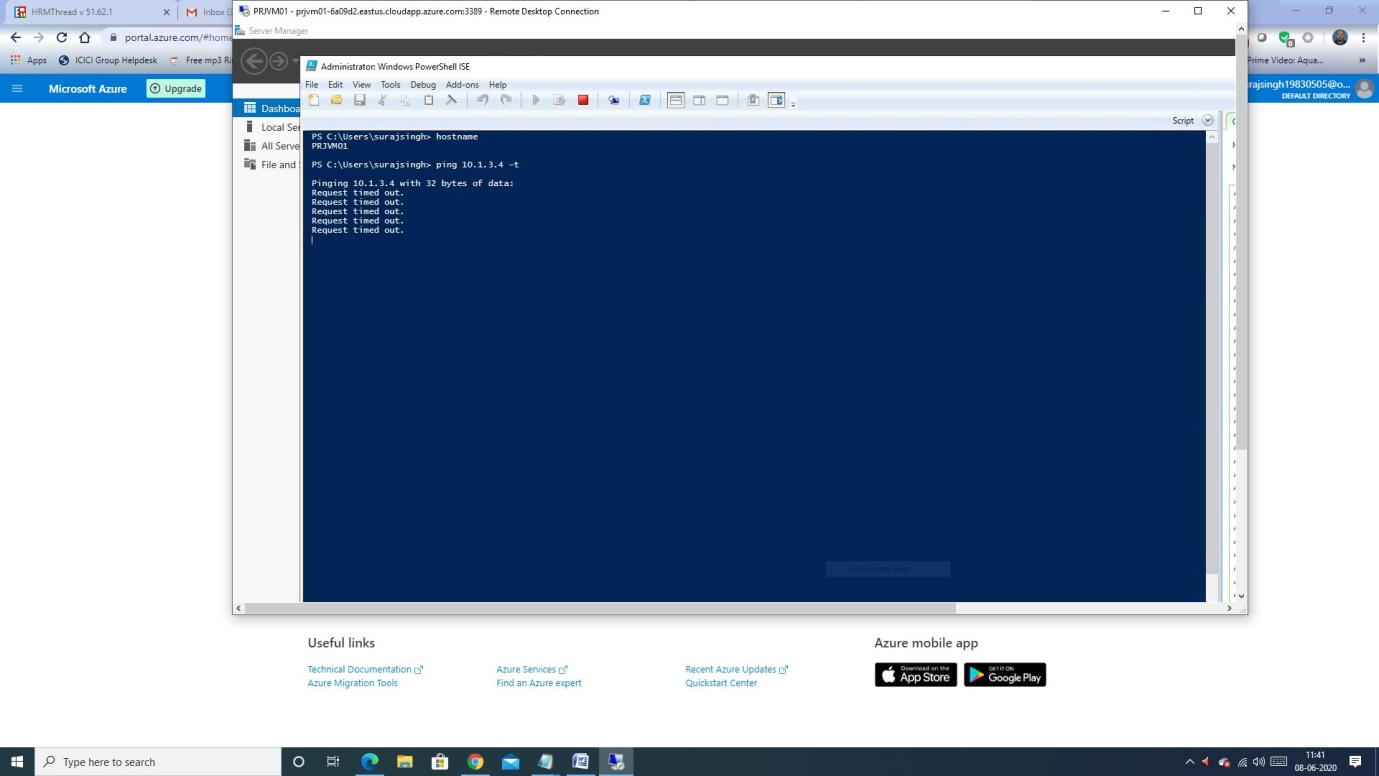 HRMThread v 51.62.1
Inbox (
PRJVM01 - prjvm01-6a09d2.eastus.cloudapp.azure.com:3389 - Remote Desktop Connection
Server Manager
portal.azure.com/#home
Apps
ICICI Group Helpdesk
Free mp3
Prime Video: Aqua...
Microsoft Azure
Upgrade
rajsingh19830505@o...
DEFAULT DIRECTORY
Administrator: Windows PowerShell ISE
File Edit View Tools Debug Add-ons Help
Dashboa
Local Ser
All Serve
File and
Script
PS C:\Users\surajsingh> hostname
PRJVM01
PS C:\Users\surajsingh> ping 10.1.3.4 -t
Pinging 10.1.3.4 with 32 bytes of data:
Request timed out.
Request timed out.
Request timed out.
Request timed out.
Request timed out.
Useful links
Technical Documentation
Azure Services
Recent Azure Updates
Azure Migration Tools
Find an Azure expert
Quickstart Center
Azure mobile app
Download on the
App Store
GET IT ON
Google Play
Type here to search
11:41
08-06-2020